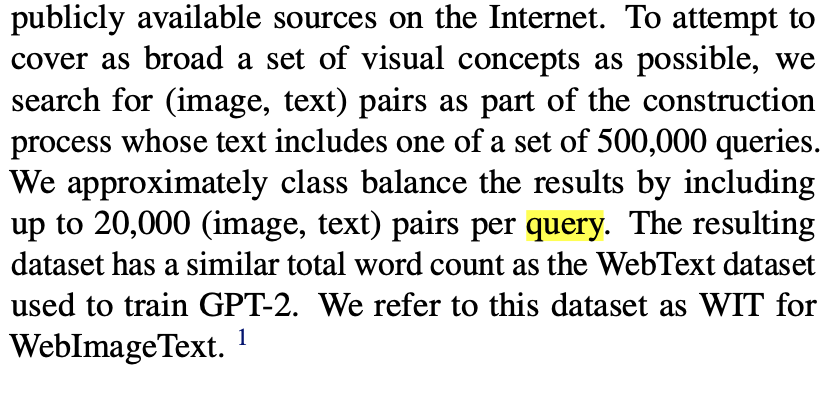 publicly available sources on the Internet. To attempt to
cover as broad a set of visual concepts as possible, we
search for (image, text) pairs as part of the construction
process whose text includes one of a set of 500,000 queries.
We approximately class balance the results by including
up to 20,000 (image, text) pairs per query. The resulting
dataset has a similar total word count as the WebText dataset
used to train GPT-2. We refer to this dataset as WIT for
WebImageText. 1